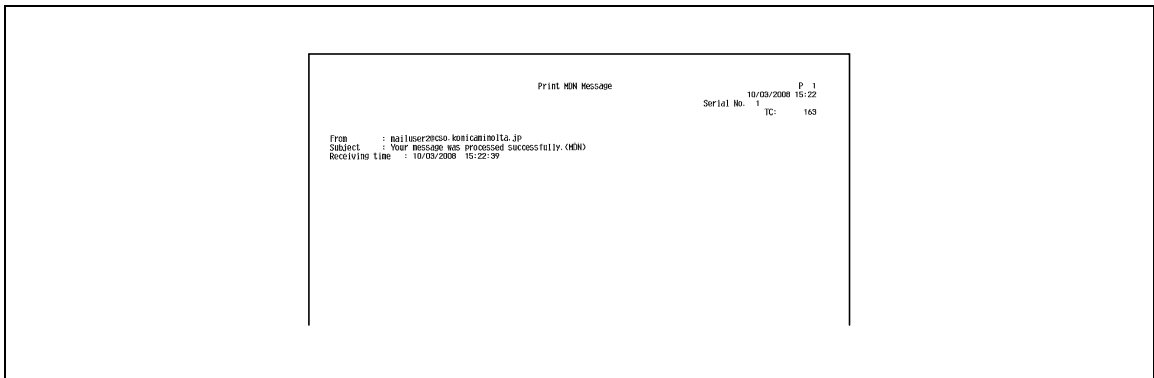 Print MDN Message P 1
10/03/2008 15:22
Serial No. 1
TC: 163
From : mailuser2@cso.konicaminolta.jp
Subject : Your message was processed successfully.(MDN)
Receiving time : 10/03/2008 15:22:39